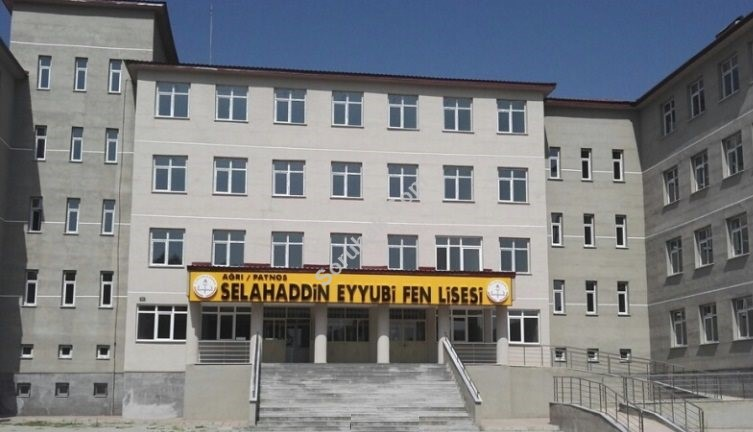 AĞRI / PATNOS
SELAHADDİN EYYUBİ FEN LİSESİ